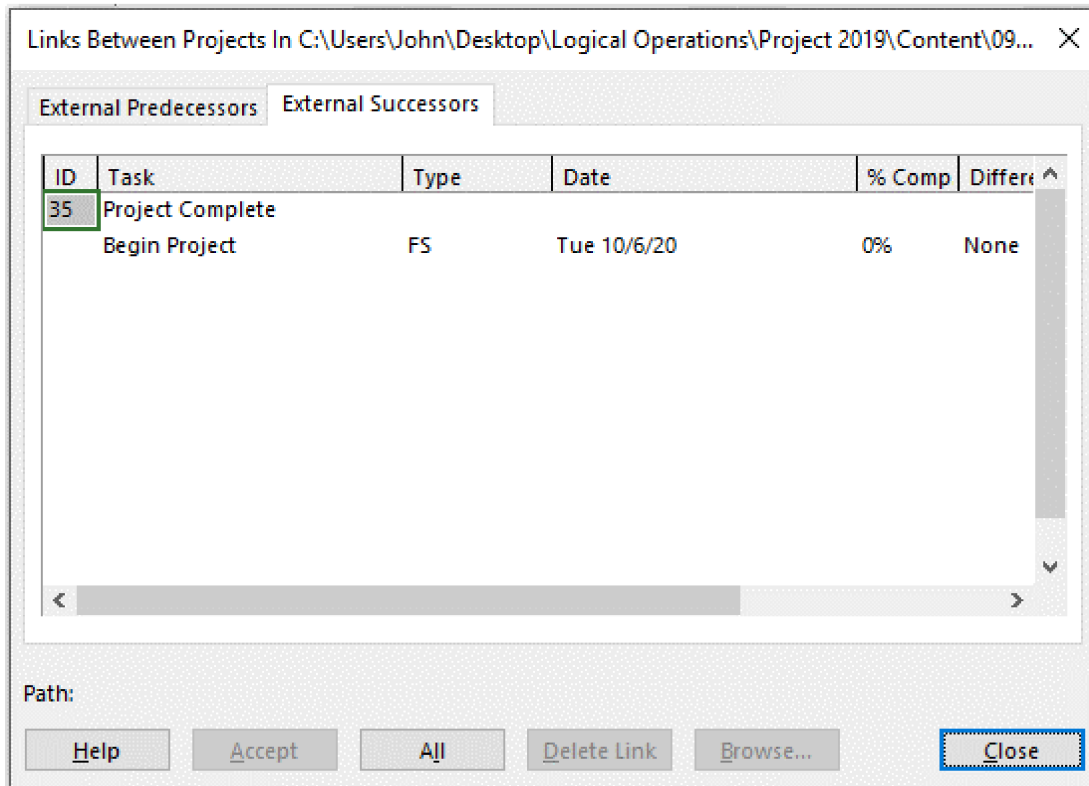 Links Between Projects In C:\Users\John\Desktop\Logical Operations\Project 2019\Content\09...
External Predecessors External Successors
ID Task Type Date % Comp Differe
35 Project Complete
Begin Project FS Tue 10/6/20 0% None
Path:
Help Accept All Delete Link Browse... Close